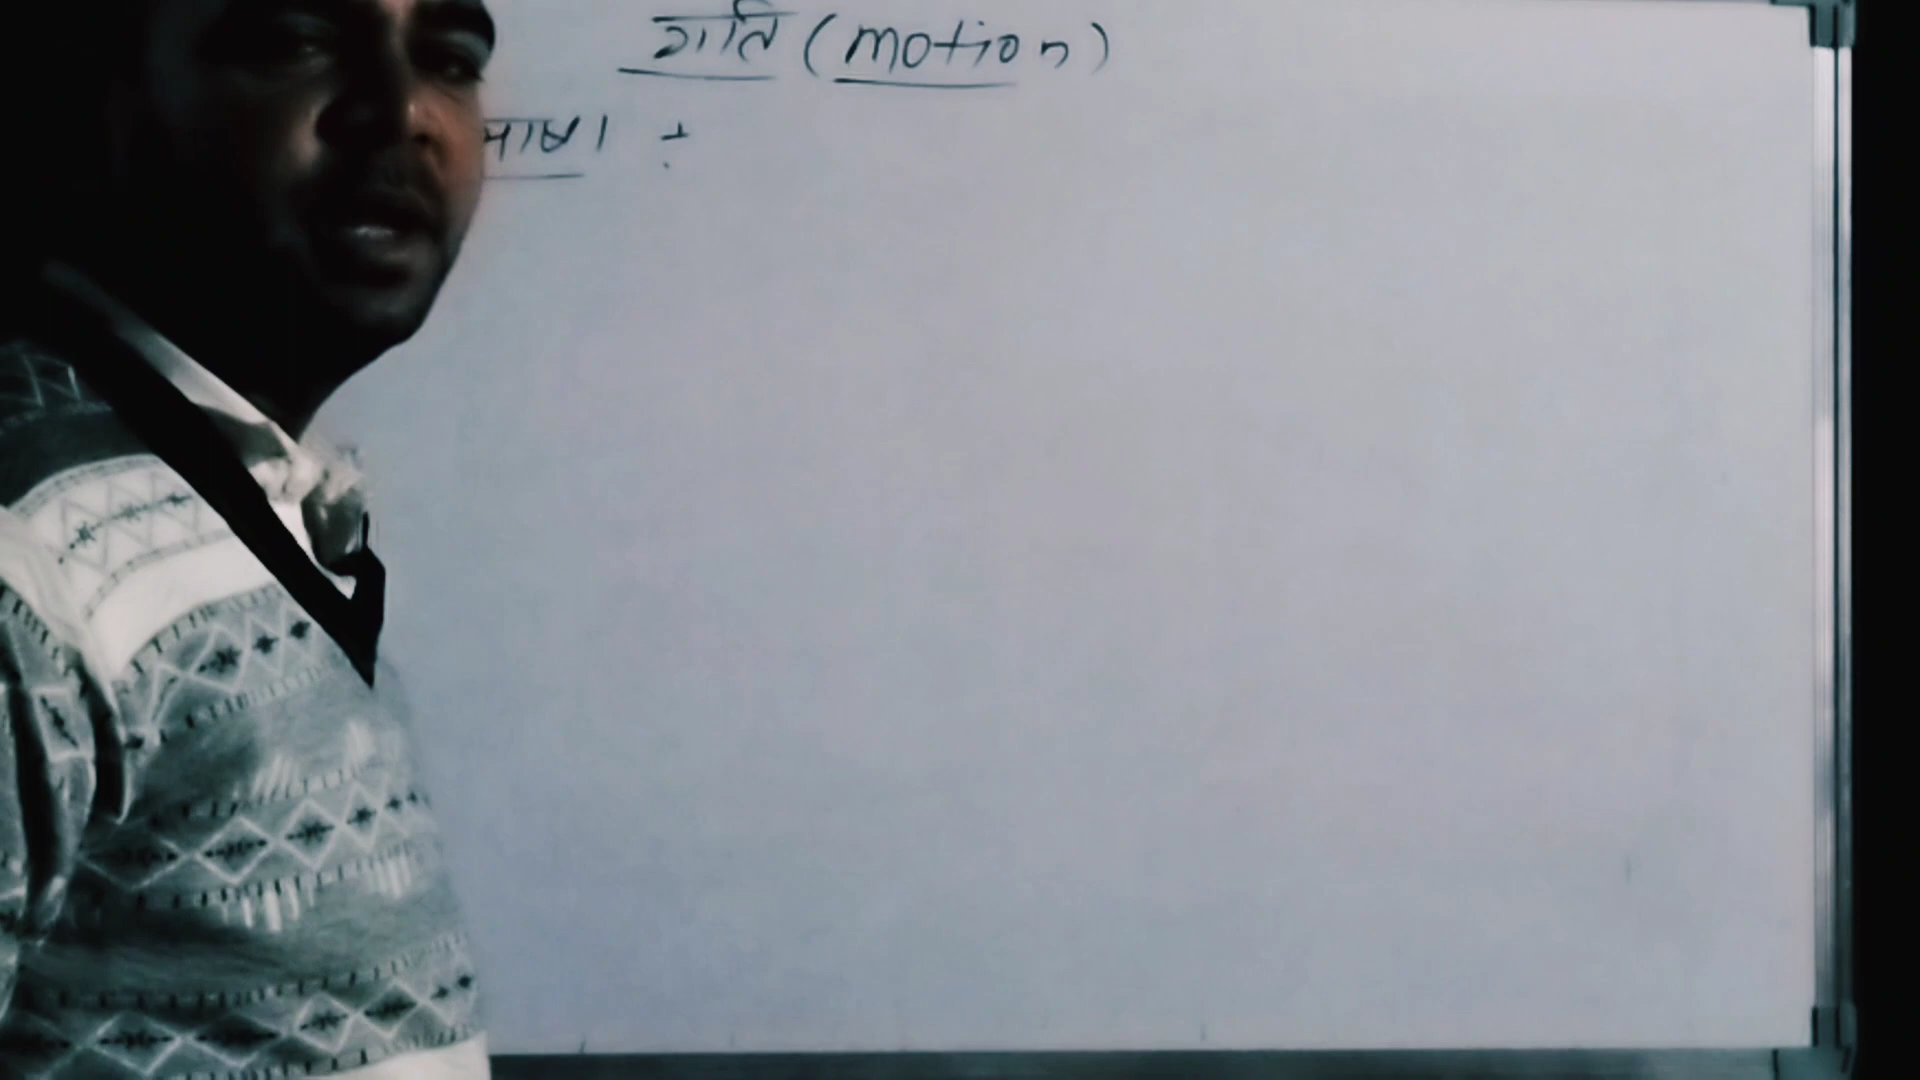 गति (motion)
भाषा :-